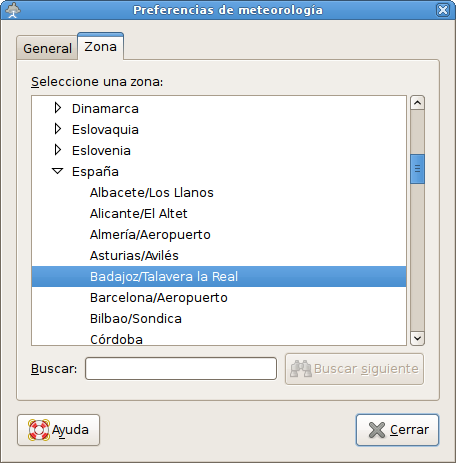 Preferencias de meteorología
General
Zona
Seleccione una zona:
Dinamarca
Eslovaquia
Eslovenia
España
Albacete/Los Llanos
Alicante/El Altet
Almería/Aeropuerto
Asturias/Avilés
Badajoz/Talavera la Real
Barcelona/Aeropuerto
Bilbao/Sondica
Córdoba
Buscar:
Buscar siguiente
Ayuda
Cerrar